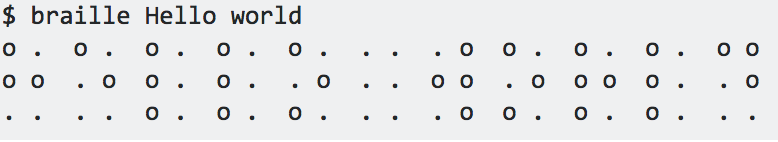 $ braille Hello world
o .  o .  o .  o .  o .  . .  . o  o .  o .  o .  o o
o o  . o  o .  o .  . o  . .  o o  . o  o o  o .  . o
. .  . .  o .  o .  o .  . .  . o  o .  o .  o .  . .